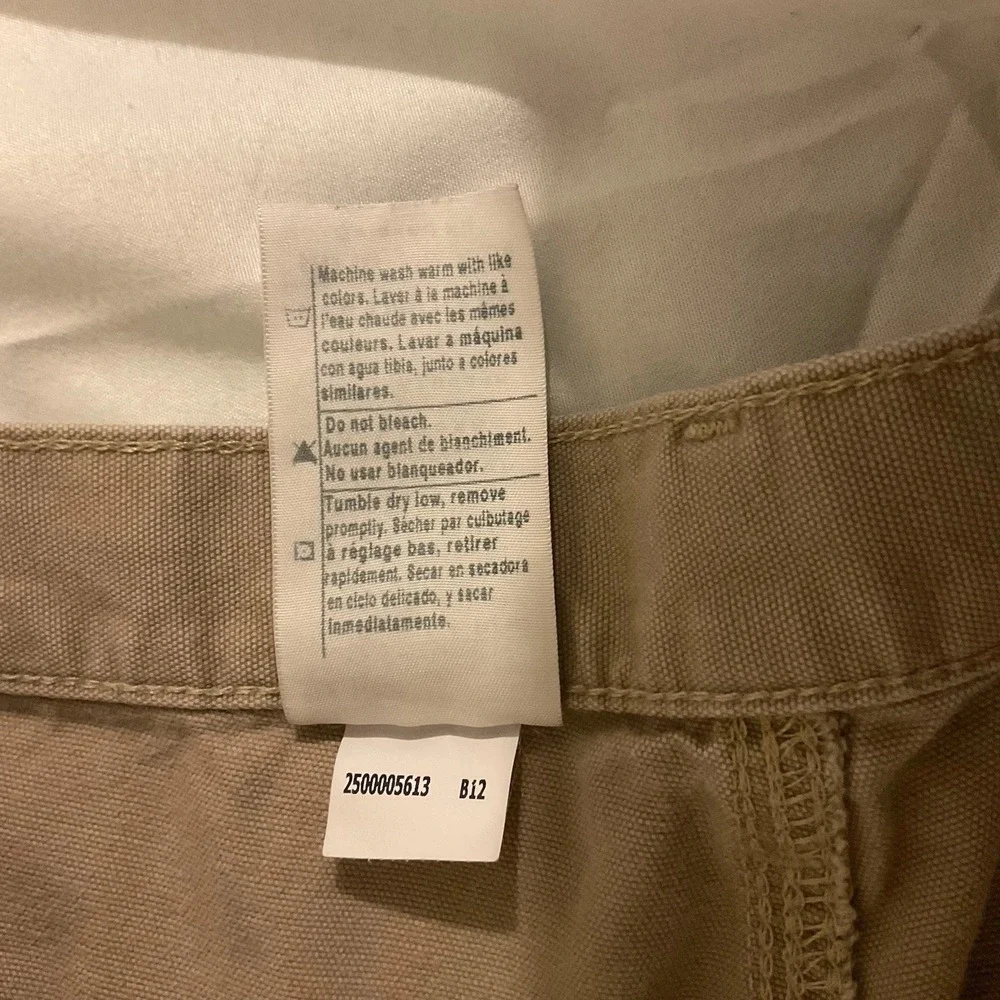 Machine wash warm with like
colors. Laver à la machine à
l'eau chaude avec les mêmes
couleurs. Lavar a máquina
con agua tibia, junto a colores
similares.
Do not bleach.
Aucun agent de blanchiment.
No usar blanqueador.
Tumble dry low, remove
promptly. Sécher par culbutage
à réglage bas, retirer
rapidement. Secar en secadora
en ciclo delicado, y sacar
inmediatamente.
2500005613 B12